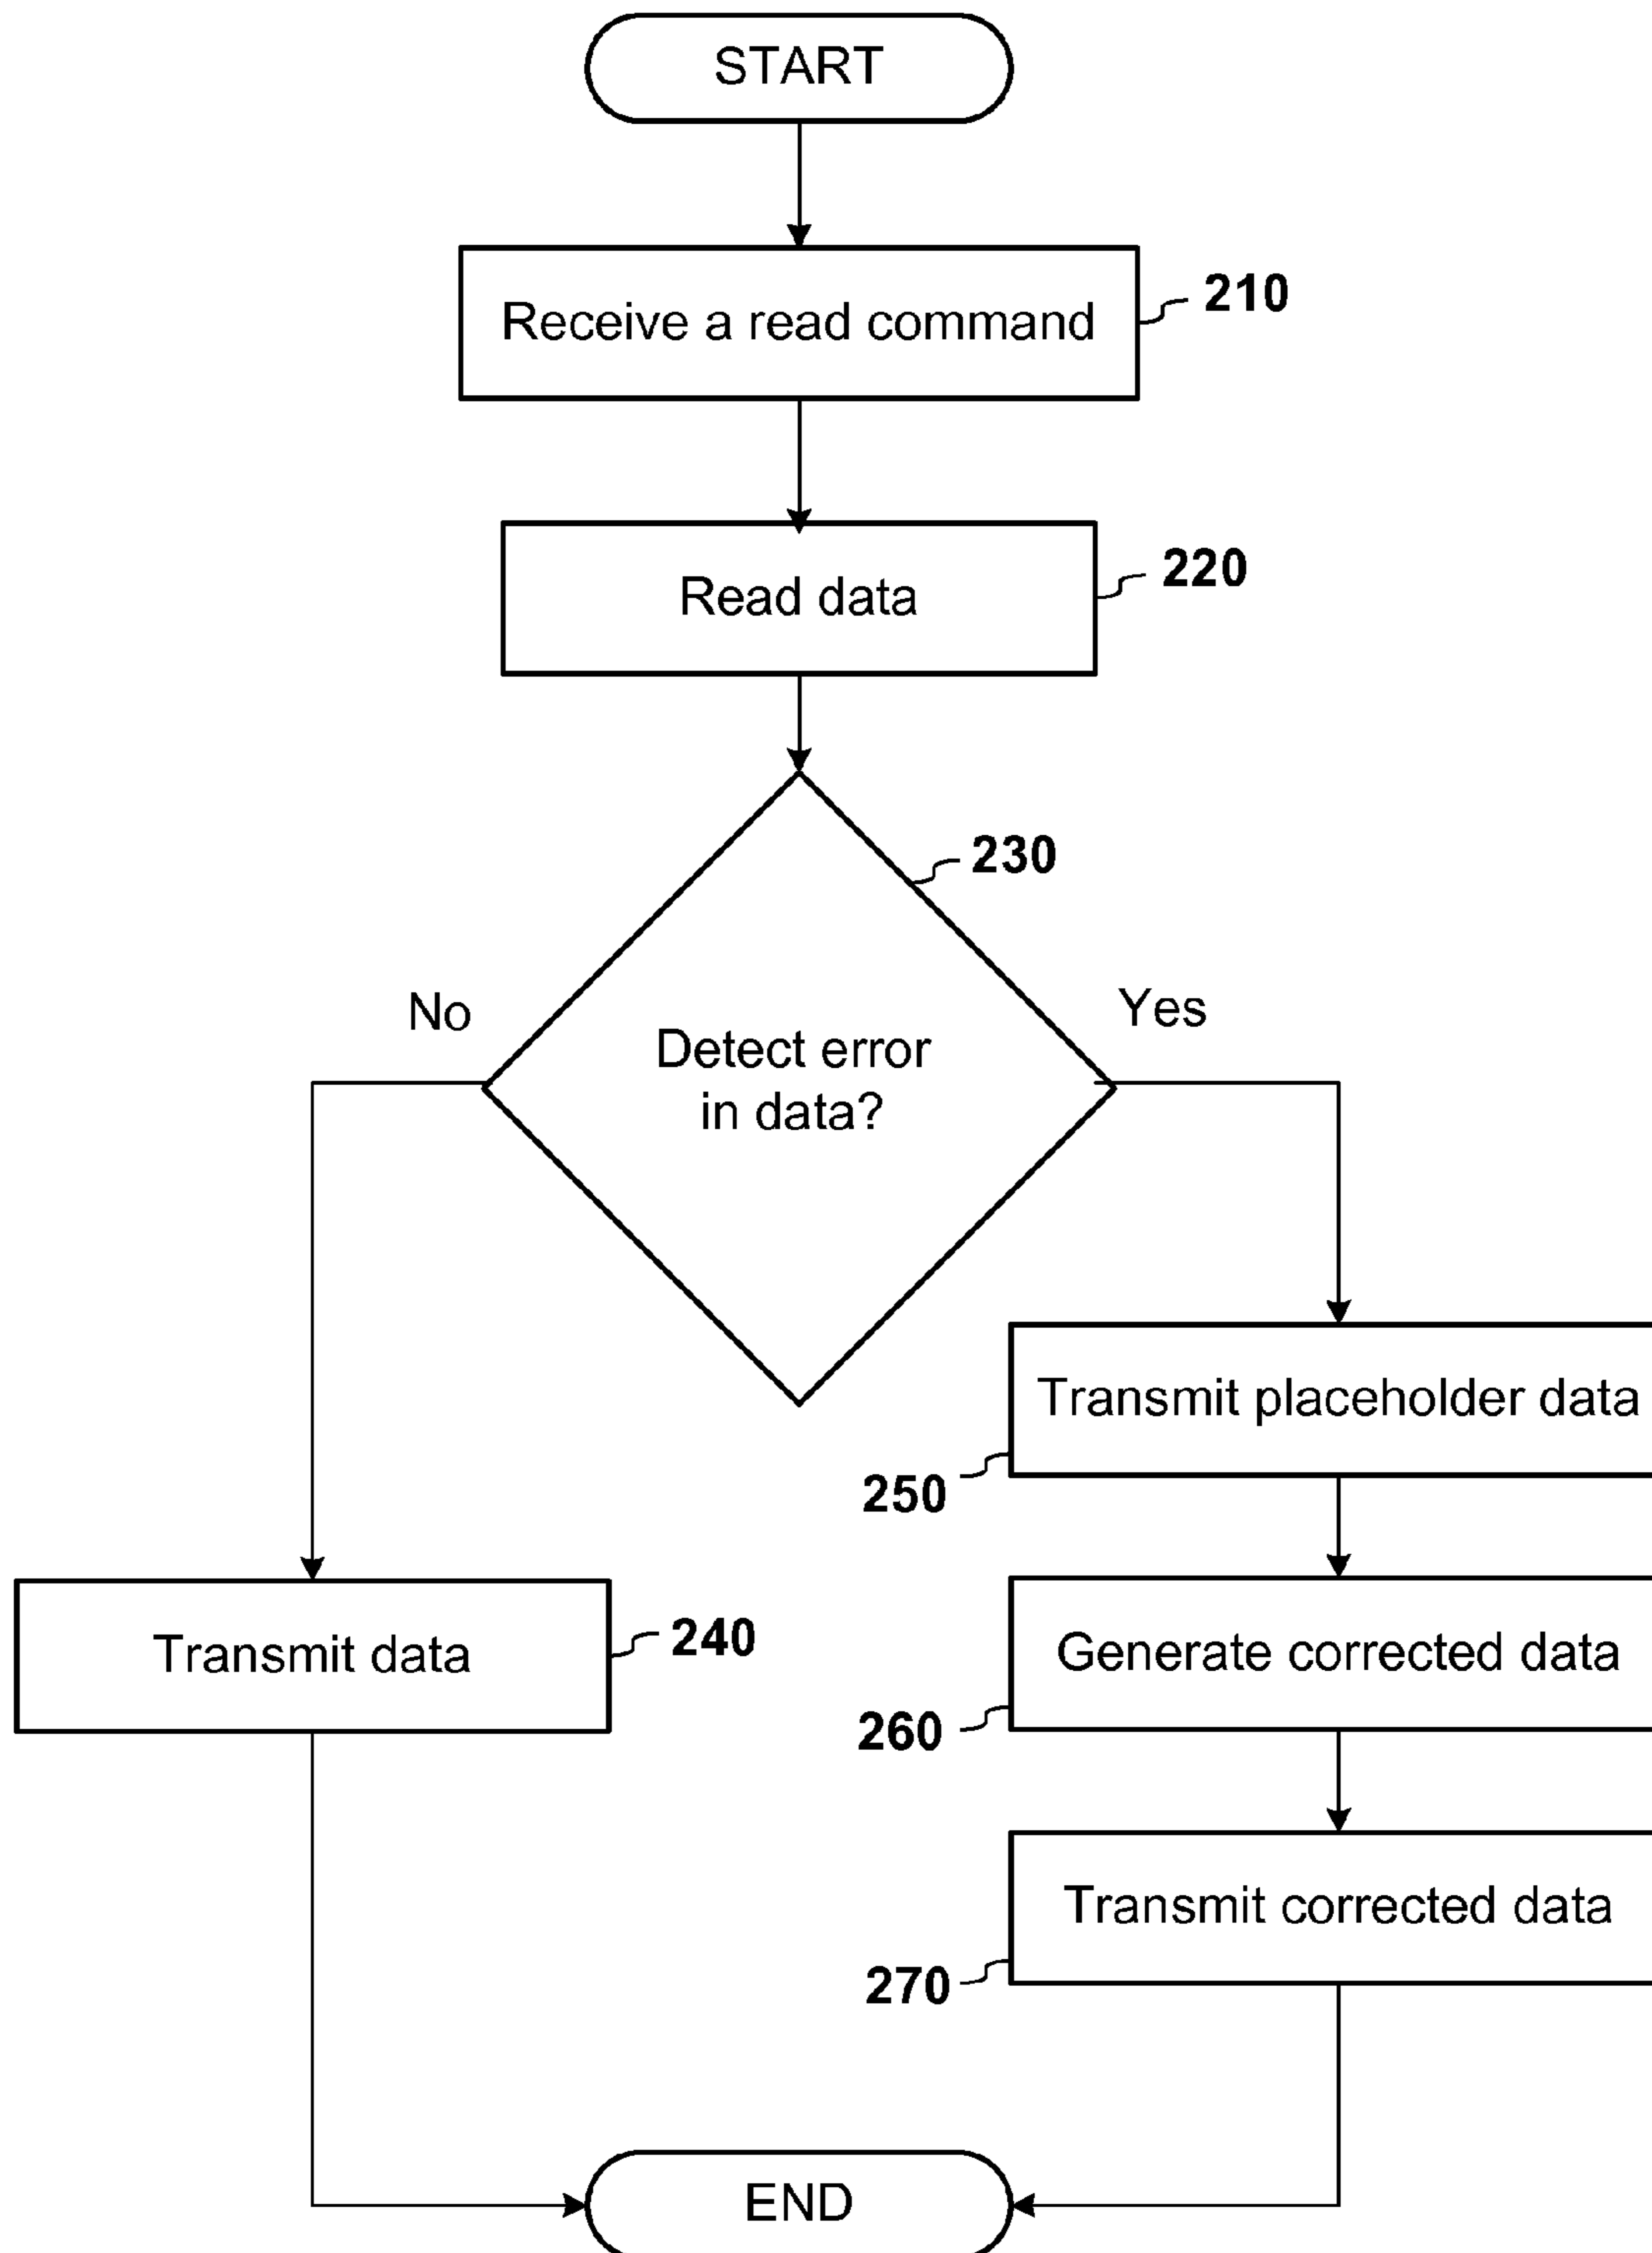 START
Receive a read command
210
Read data
220
230
No
Yes
Detect error
in data?
Transmit placeholder data
250
Transmit data
240
Generate corrected data
260
Transmit corrected data
270
END